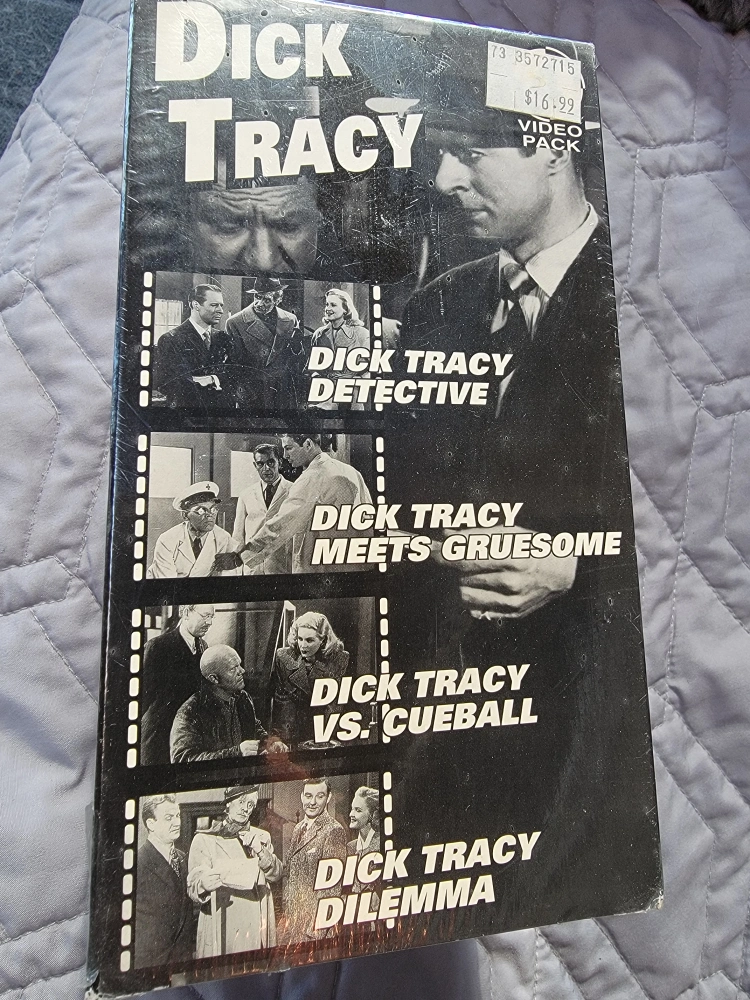 DICK
TRACY
73 3572715
$16.99
VIDEO
PACK
DICK TRACY
DETECTIVE
DICK TRACY
MEETS GRUESOME
DICK TRACY
VS. CUEBALL
DICK TRACY
DILEMMA